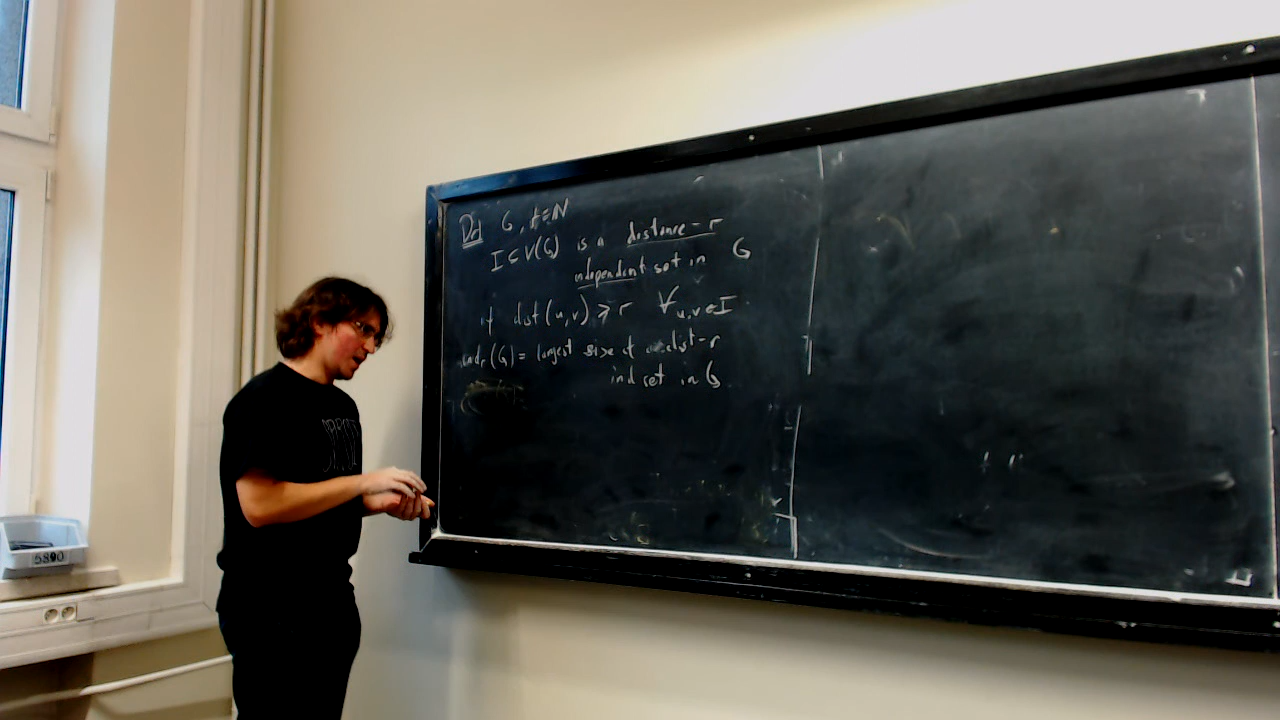 Def G, r∈ℕ
I ⊂ V(G) is a distance-r
independent set in G
if dist(u,v) ⩾ r ∀u,v∈I
ind_r(G) = largest size of a dist-r
ind set in G
5890